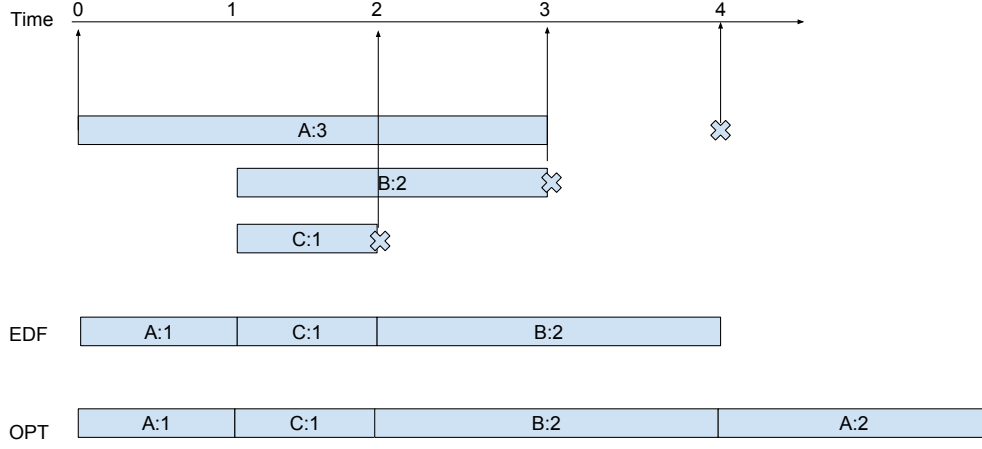 Time 0 1 2 3 4
A:3
B:2
C:1
EDF A:1 C:1 B:2
OPT A:1 C:1 B:2 A:2